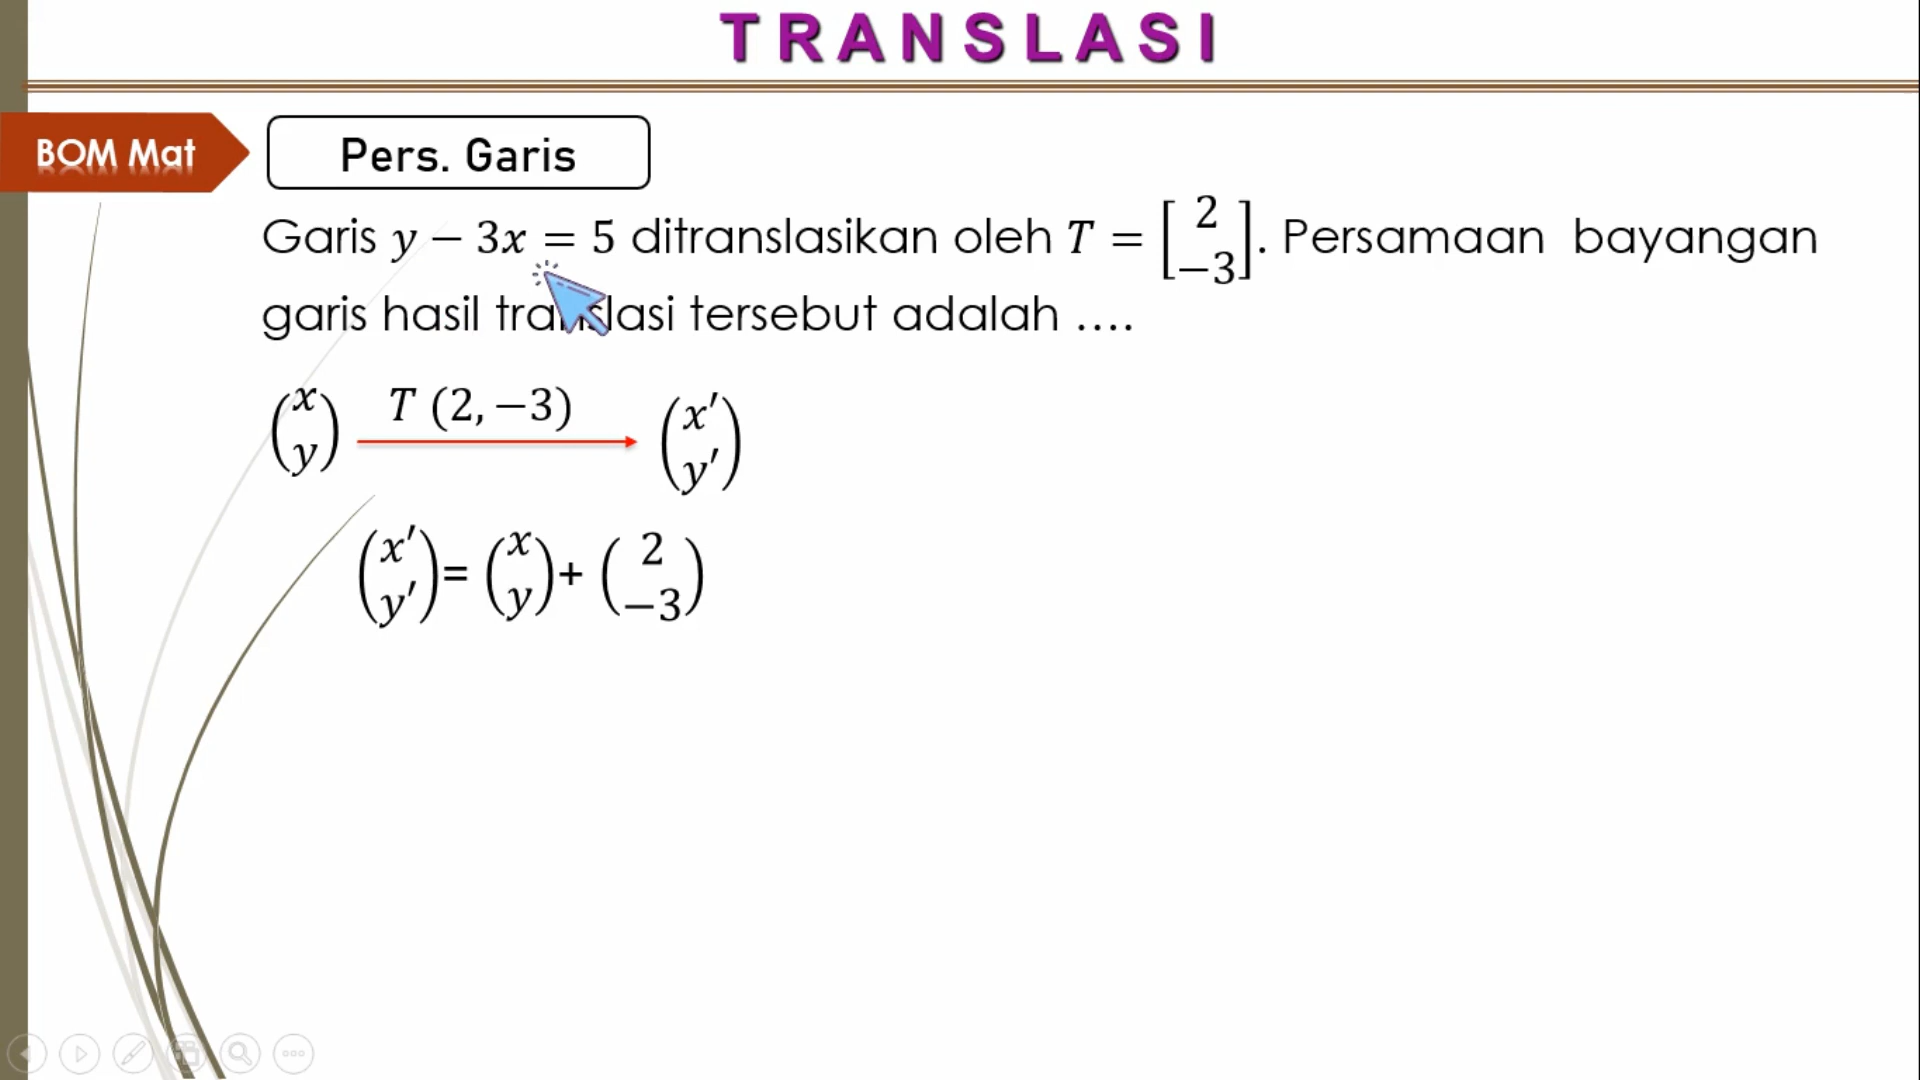 TRANSLASI
BOM Mat
Pers. Garis
Garis y − 3x = 5 ditranslasikan oleh T = [2 −3]. Persamaan bayangan
garis hasil translasi tersebut adalah ....
(x y) T (2, −3) (x′ y′)
(x′ y′) = (x y) + (2 −3)